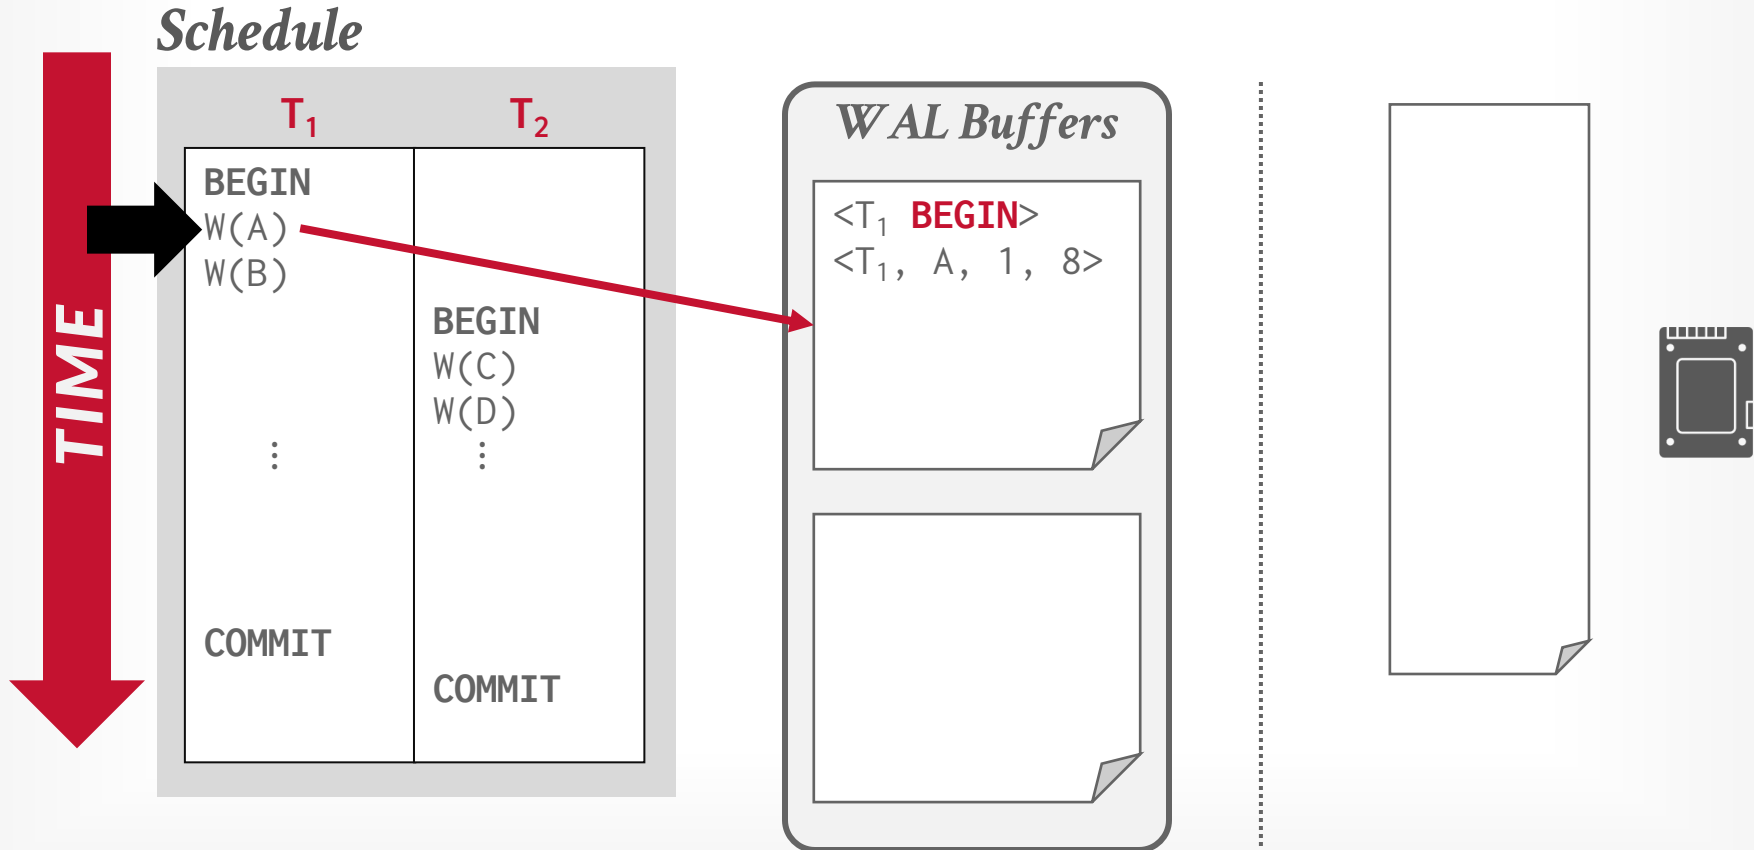 Schedule
TIME
T₁ T₂
BEGIN
W(A)
W(B)
BEGIN
W(C)
W(D)
⋮ ⋮
COMMIT
COMMIT
WAL Buffers
<T₁ BEGIN>
<T₁, A, 1, 8>